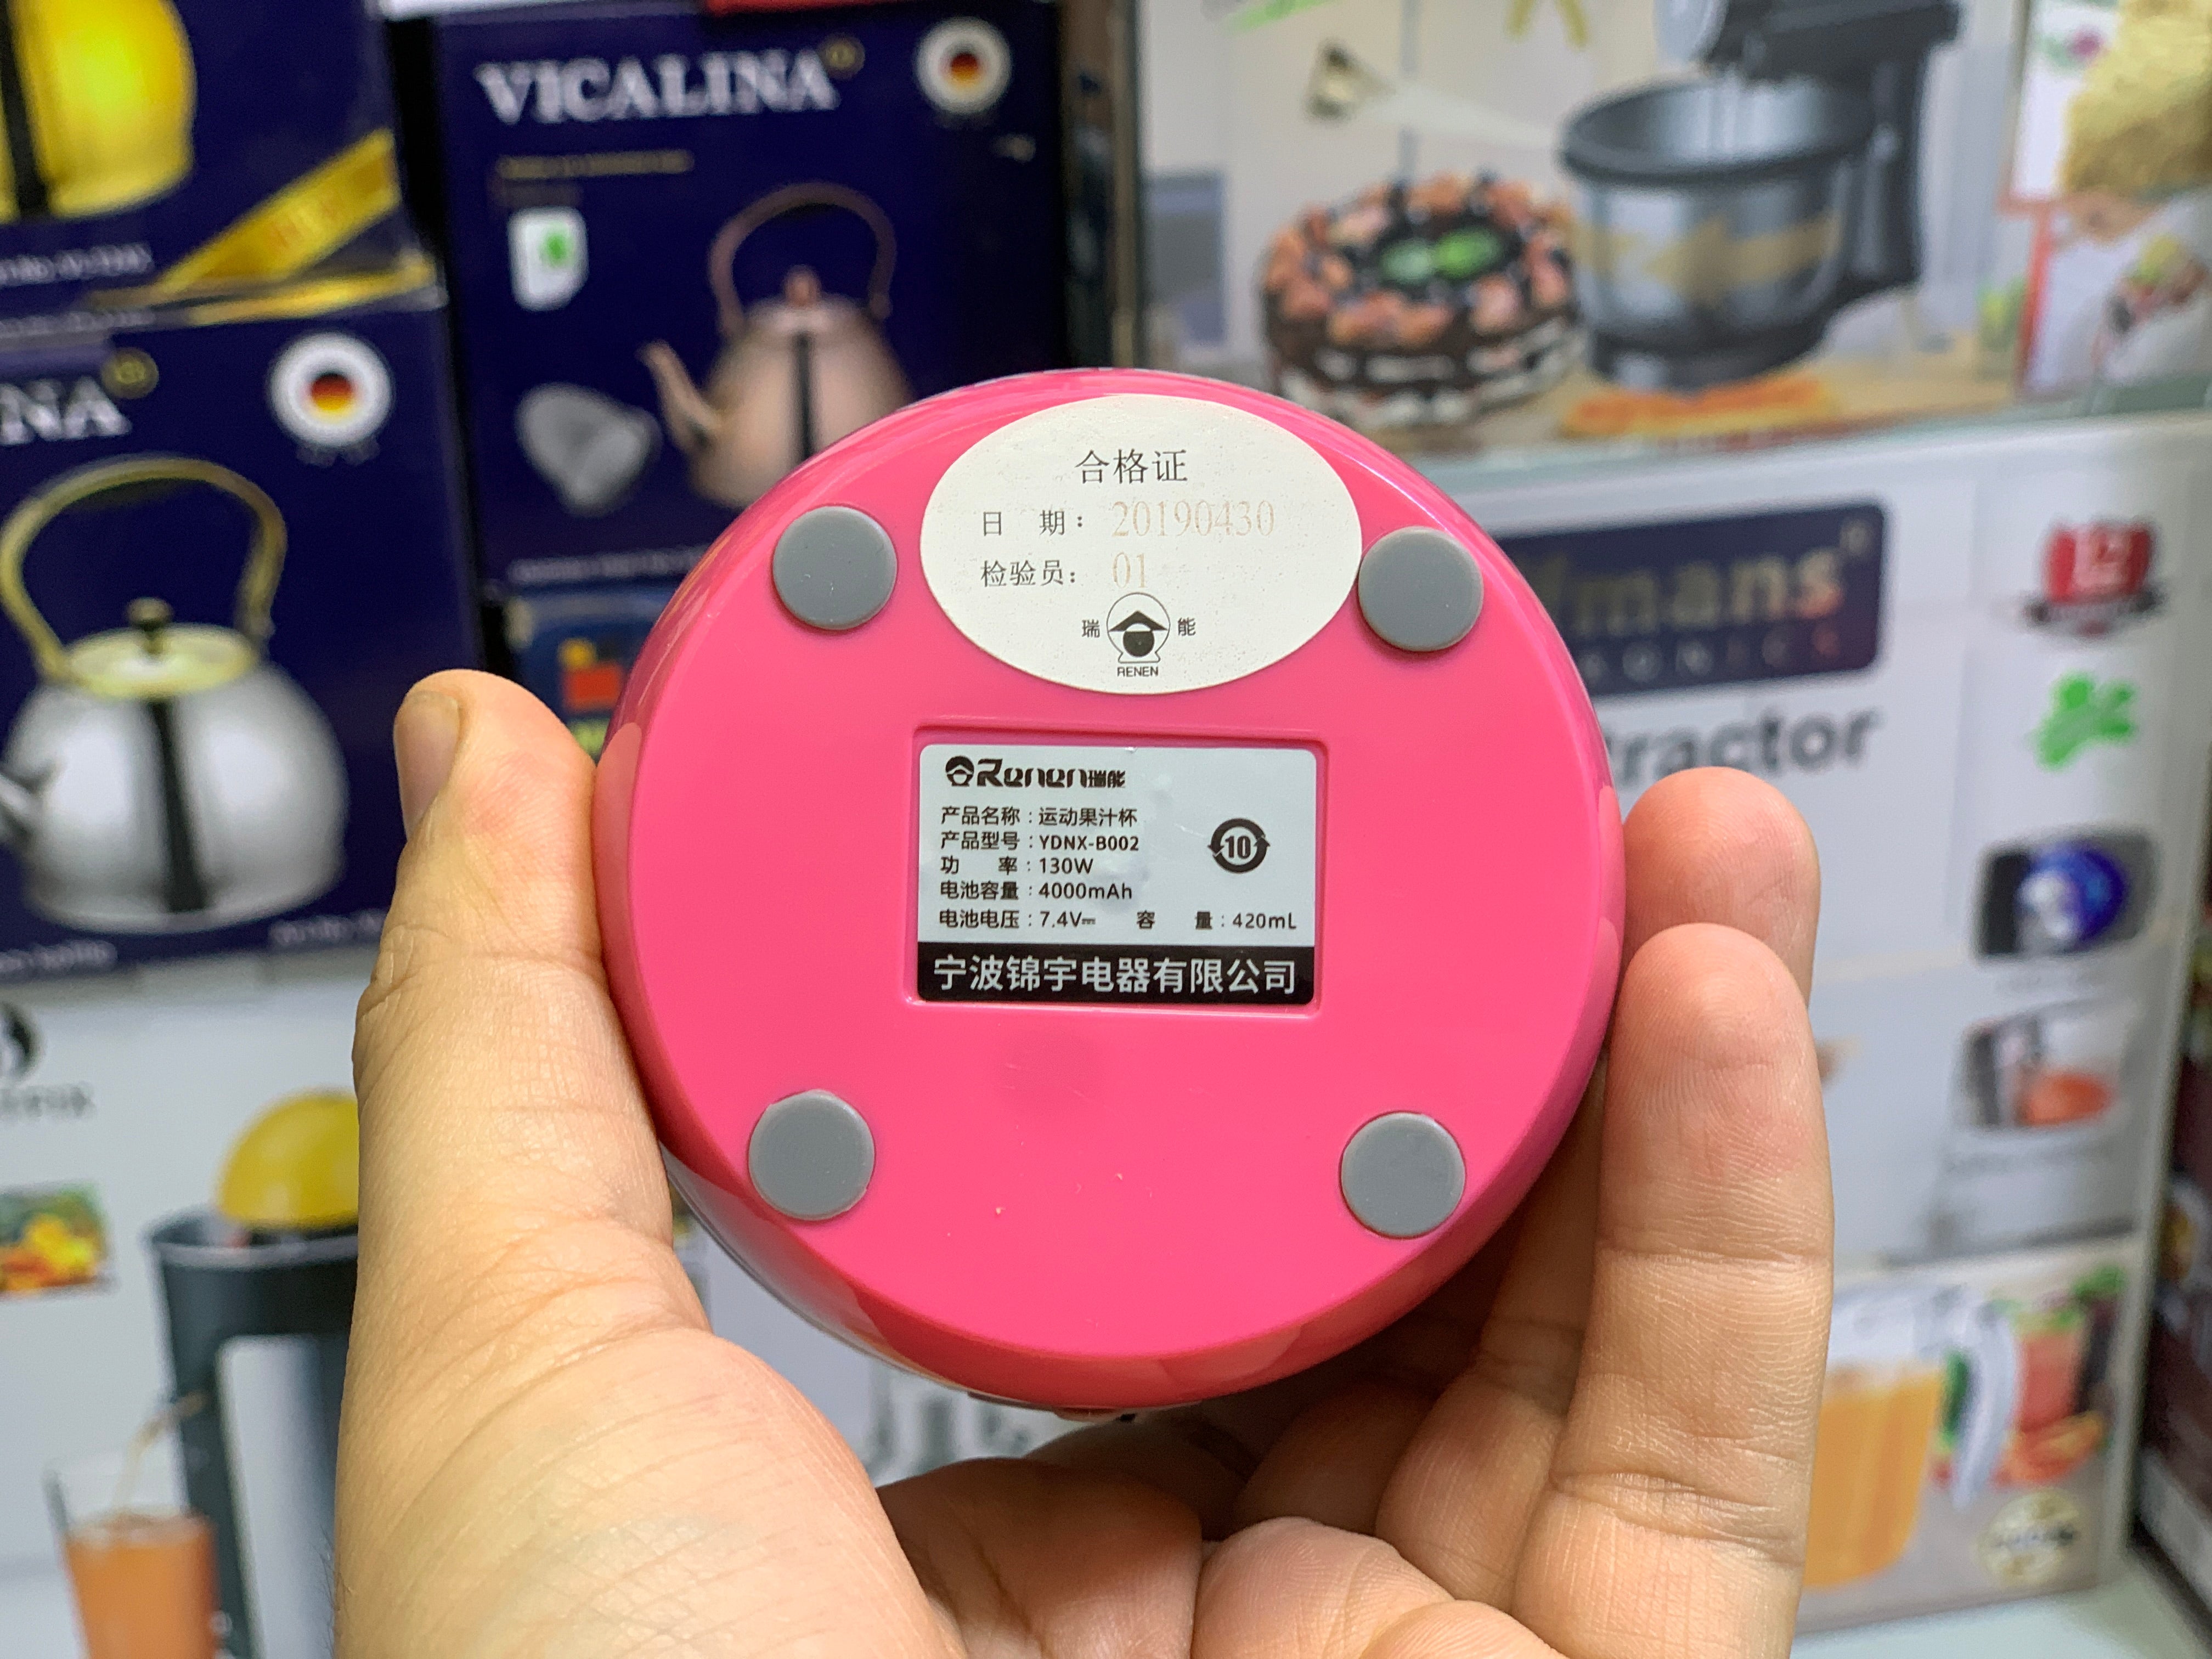 VICALINA
NA
合格证
日 期：20190430
检验员：01
瑞 能
RENEN
mans
tractor
Renen瑞能
产品名称：运动果汁杯
产品型号：YDNX-B002
功 率：130W
电池容量：4000mAh
电池电压：7.4V⎓ 容 量：420mL
10
宁波锦宇电器有限公司